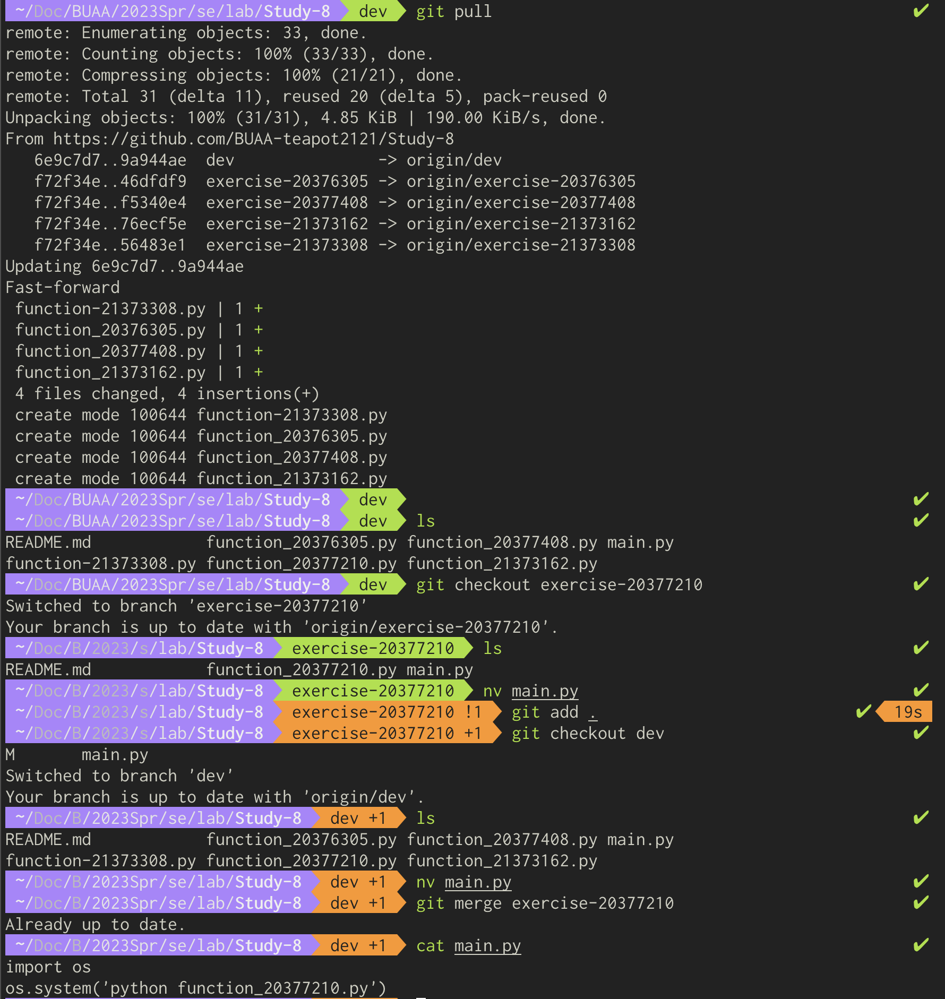 ~/Doc/BUAA/2023Spr/se/lab/Study-8 dev git pull ✔
remote: Enumerating objects: 33, done.
remote: Counting objects: 100% (33/33), done.
remote: Compressing objects: 100% (21/21), done.
remote: Total 31 (delta 11), reused 20 (delta 5), pack-reused 0
Unpacking objects: 100% (31/31), 4.85 KiB | 190.00 KiB/s, done.
From https://github.com/BUAA-teapot2121/Study-8
   6e9c7d7..9a944ae  dev               -> origin/dev
   f72f34e..46dfdf9  exercise-20376305 -> origin/exercise-20376305
   f72f34e..f5340e4  exercise-20377408 -> origin/exercise-20377408
   f72f34e..76ecf5e  exercise-21373162 -> origin/exercise-21373162
   f72f34e..56483e1  exercise-21373308 -> origin/exercise-21373308
Updating 6e9c7d7..9a944ae
Fast-forward
 function-21373308.py | 1 +
 function_20376305.py | 1 +
 function_20377408.py | 1 +
 function_21373162.py | 1 +
 4 files changed, 4 insertions(+)
 create mode 100644 function-21373308.py
 create mode 100644 function_20376305.py
 create mode 100644 function_20377408.py
 create mode 100644 function_21373162.py
~/Doc/BUAA/2023Spr/se/lab/Study-8 dev ✔
~/Doc/BUAA/2023Spr/se/lab/Study-8 dev ls ✔
README.md            function_20376305.py function_20377408.py main.py
function-21373308.py function_20377210.py function_21373162.py
~/Doc/BUAA/2023Spr/se/lab/Study-8 dev git checkout exercise-20377210 ✔
Switched to branch 'exercise-20377210'
Your branch is up to date with 'origin/exercise-20377210'.
~/Doc/B/2023/s/lab/Study-8 exercise-20377210 ls ✔
README.md            function_20377210.py main.py
~/Doc/B/2023/s/lab/Study-8 exercise-20377210 nv main.py ✔
~/Doc/B/2023/s/lab/Study-8 exercise-20377210 !1 git add . ✔ 19s
~/Doc/B/2023/s/lab/Study-8 exercise-20377210 +1 git checkout dev ✔
M       main.py
Switched to branch 'dev'
Your branch is up to date with 'origin/dev'.
~/Doc/B/2023Spr/se/lab/Study-8 dev +1 ls ✔
README.md            function_20376305.py function_20377408.py main.py
function-21373308.py function_20377210.py function_21373162.py
~/Doc/B/2023Spr/se/lab/Study-8 dev +1 nv main.py ✔
~/Doc/B/2023Spr/se/lab/Study-8 dev +1 git merge exercise-20377210 ✔
Already up to date.
~/Doc/B/2023Spr/se/lab/Study-8 dev +1 cat main.py ✔
import os
os.system('python function_20377210.py')